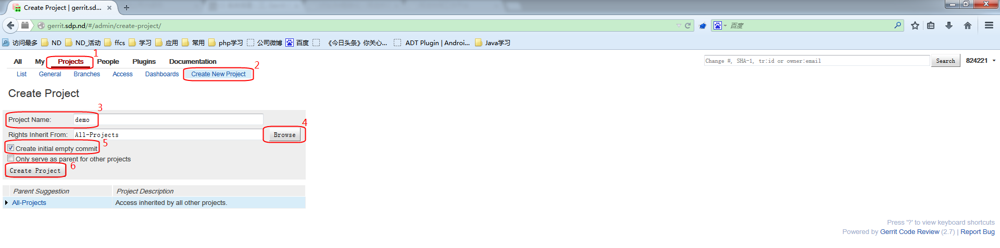 Create Project | gerrit.sd...
gerrit.sdp.nd/#/admin/create-project/
百度
访问最多 ND ND_活动 ffcs 学习 应用 常用 php学习 公司微博 百度 《今日头条》你关心... ADT Plugin | Androi... Java学习
1
All My Projects People Plugins Documentation
Change #, SHA-1, tr:id or owner:email Search 824221
2
List General Branches Access Dashboards Create New Project
Create Project
3
Project Name: demo
4
Rights Inherit From: All-Projects Browse
5
Create initial empty commit
Only serve as parent for other projects
6
Create Project
Parent Suggestion Project Description
All-Projects Access inherited by all other projects.
Press '?' to view keyboard shortcuts
Powered by Gerrit Code Review (2.7) | Report Bug